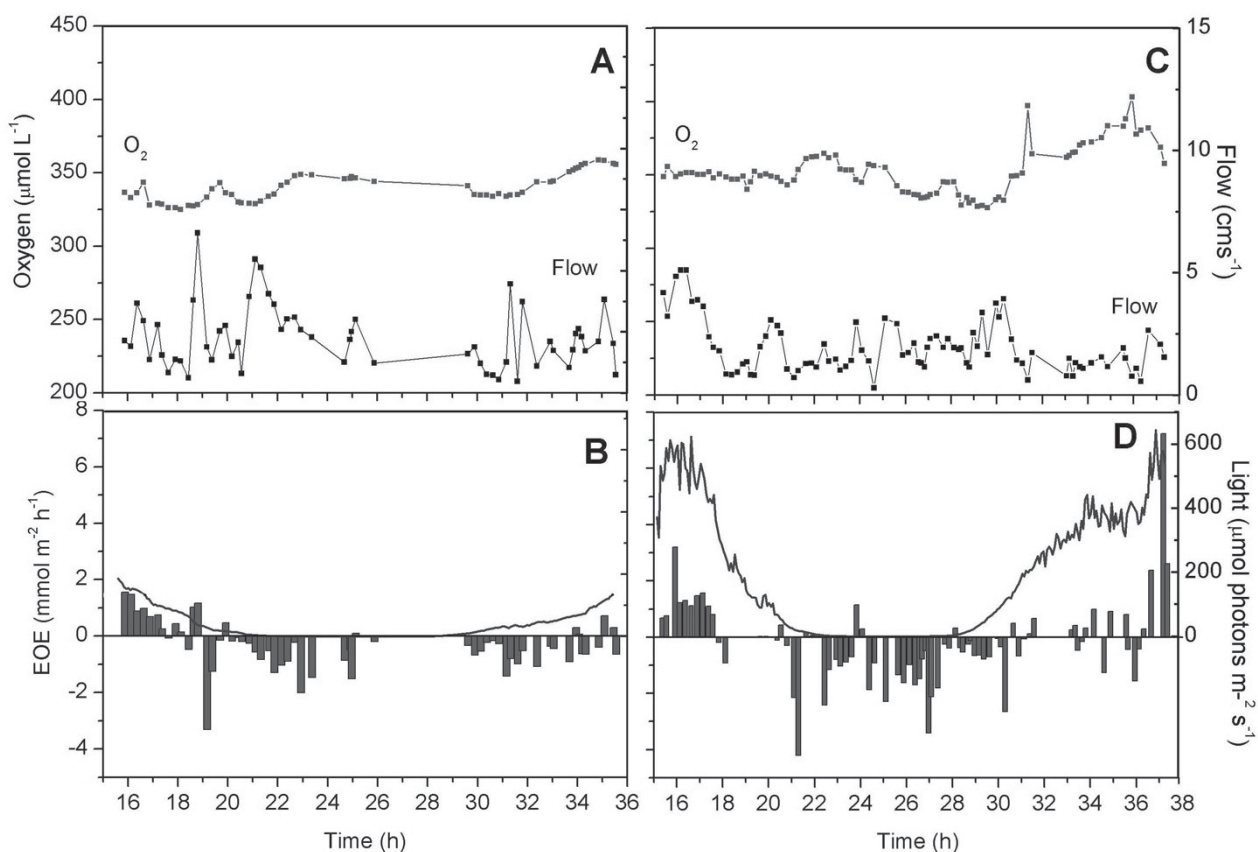 450
400
350
300
250
200
Oxygen (μmol L⁻¹)
A
O₂
Flow
C
O₂
Flow
15
10
5
0
Flow (cms⁻¹)
8
6
4
2
0
-2
-4
EOE (mmol m⁻² h⁻¹)
B
16 18 20 22 24 26 28 30 32 34 36
Time (h)
D
600
400
200
0
Light (μmol photons m-² s⁻¹)
16 18 20 22 24 26 28 30 32 34 36 38
Time (h)